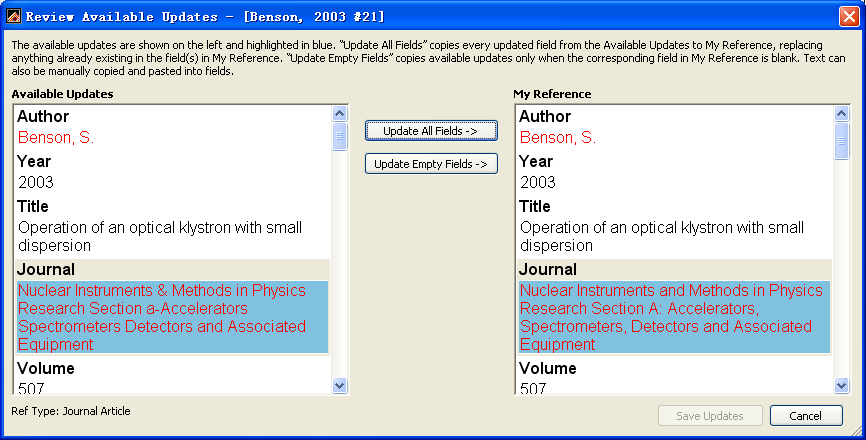 Review Available Updates - [Benson, 2003 #21]
The available updates are shown on the left and highlighted in blue. "Update All Fields" copies every updated field from the Available Updates to My Reference, replacing
anything already existing in the field(s) in My Reference. "Update Empty Fields" copies available updates only when the corresponding field in My Reference is blank. Text can
also be manually copied and pasted into fields.
Available Updates
Author
Benson, S.
Year
2003
Title
Operation of an optical klystron with small
dispersion
Journal
Nuclear Instruments & Methods in Physics
Research Section a-Accelerators
Spectrometers Detectors and Associated
Equipment
Volume
507
Update All Fields ->
Update Empty Fields ->
My Reference
Author
Benson, S.
Year
2003
Title
Operation of an optical klystron with small
dispersion
Journal
Nuclear Instruments and Methods in Physics
Research Section A: Accelerators,
Spectrometers, Detectors and Associated
Equipment
Volume
507
Ref Type: Journal Article
Save Updates
Cancel